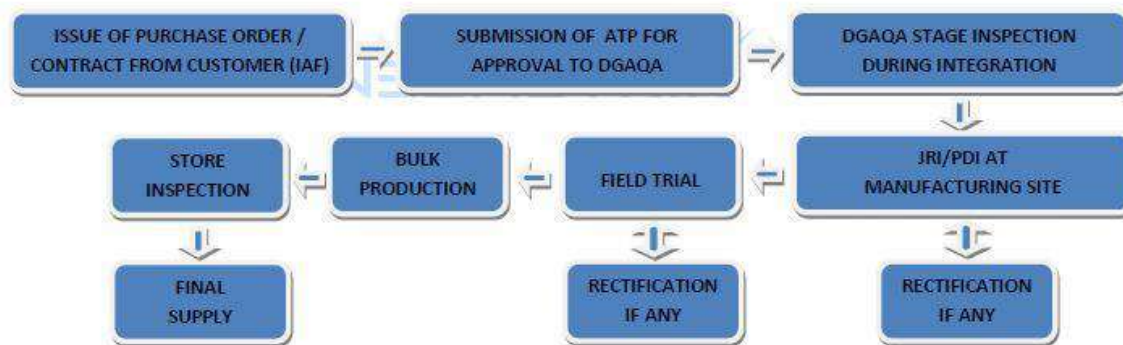 ISSUE OF PURCHASE ORDER /
CONTRACT FROM CUSTOMER (IAF)
SUBMISSION OF ATP FOR
APPROVAL TO DGAQA
DGAQA STAGE INSPECTION
DURING INTEGRATION
JRI/PDI AT
MANUFACTURING SITE
FIELD TRIAL
BULK
PRODUCTION
STORE
INSPECTION
FINAL
SUPPLY
RECTIFICATION
IF ANY
RECTIFICATION
IF ANY